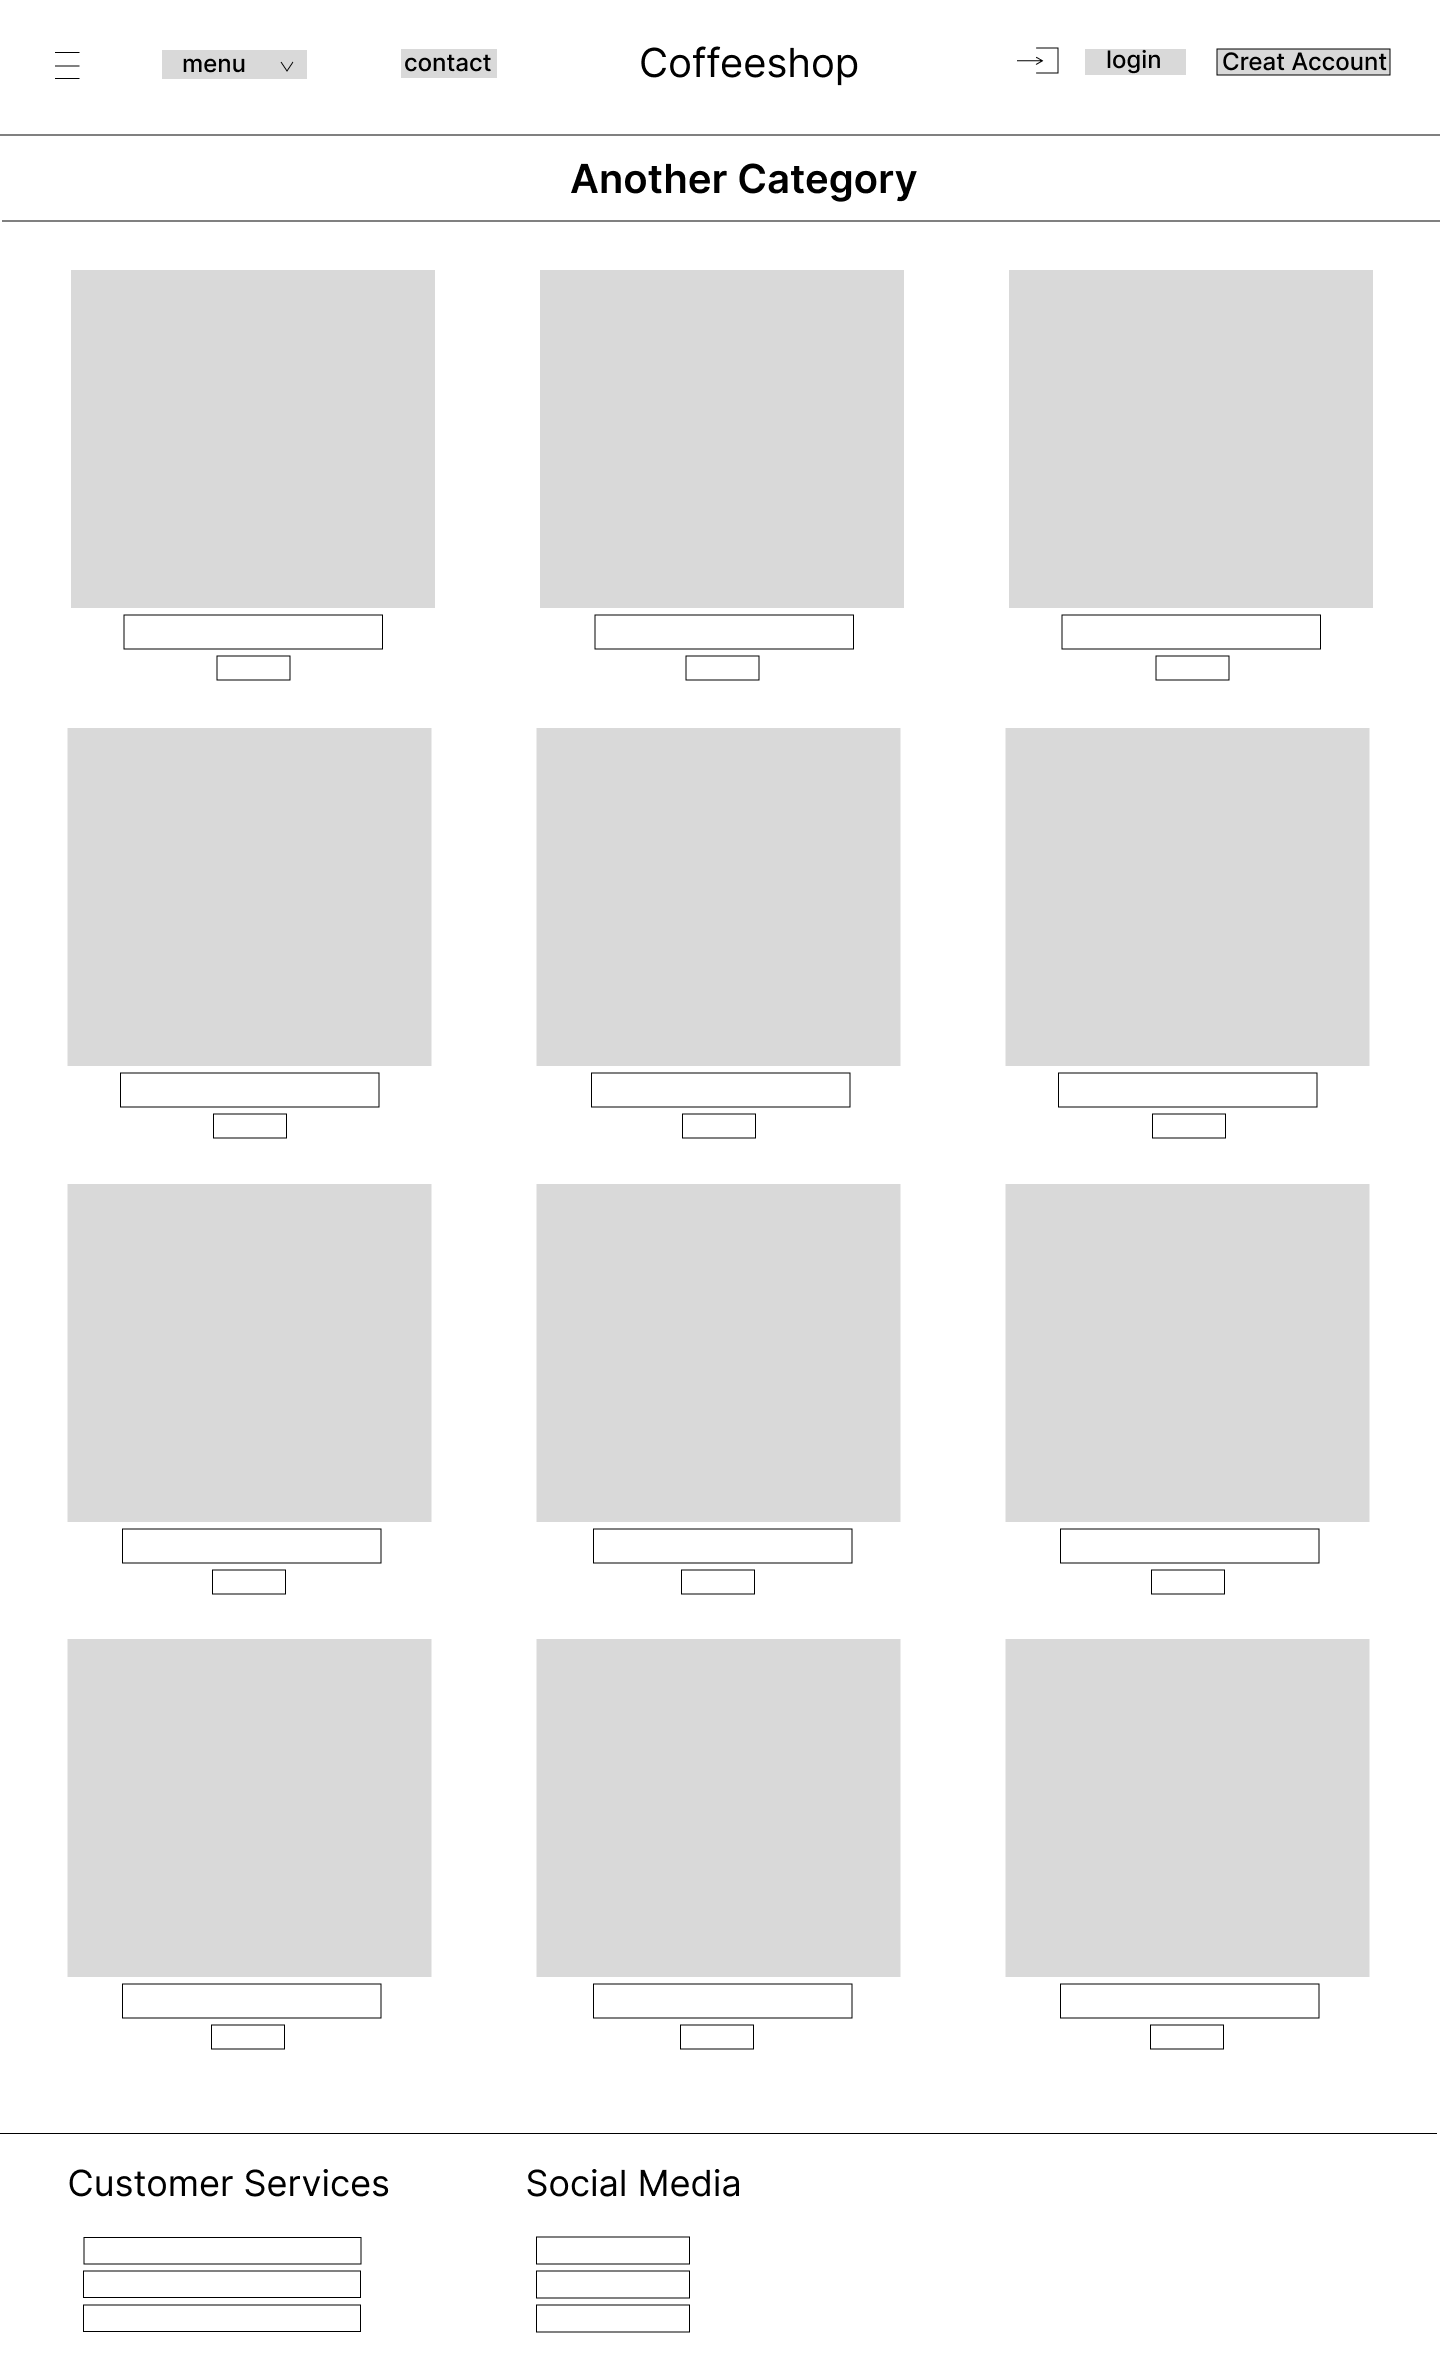 menu
contact
Coffeeshop
login
Creat Account
Another Category
Customer Services
Social Media